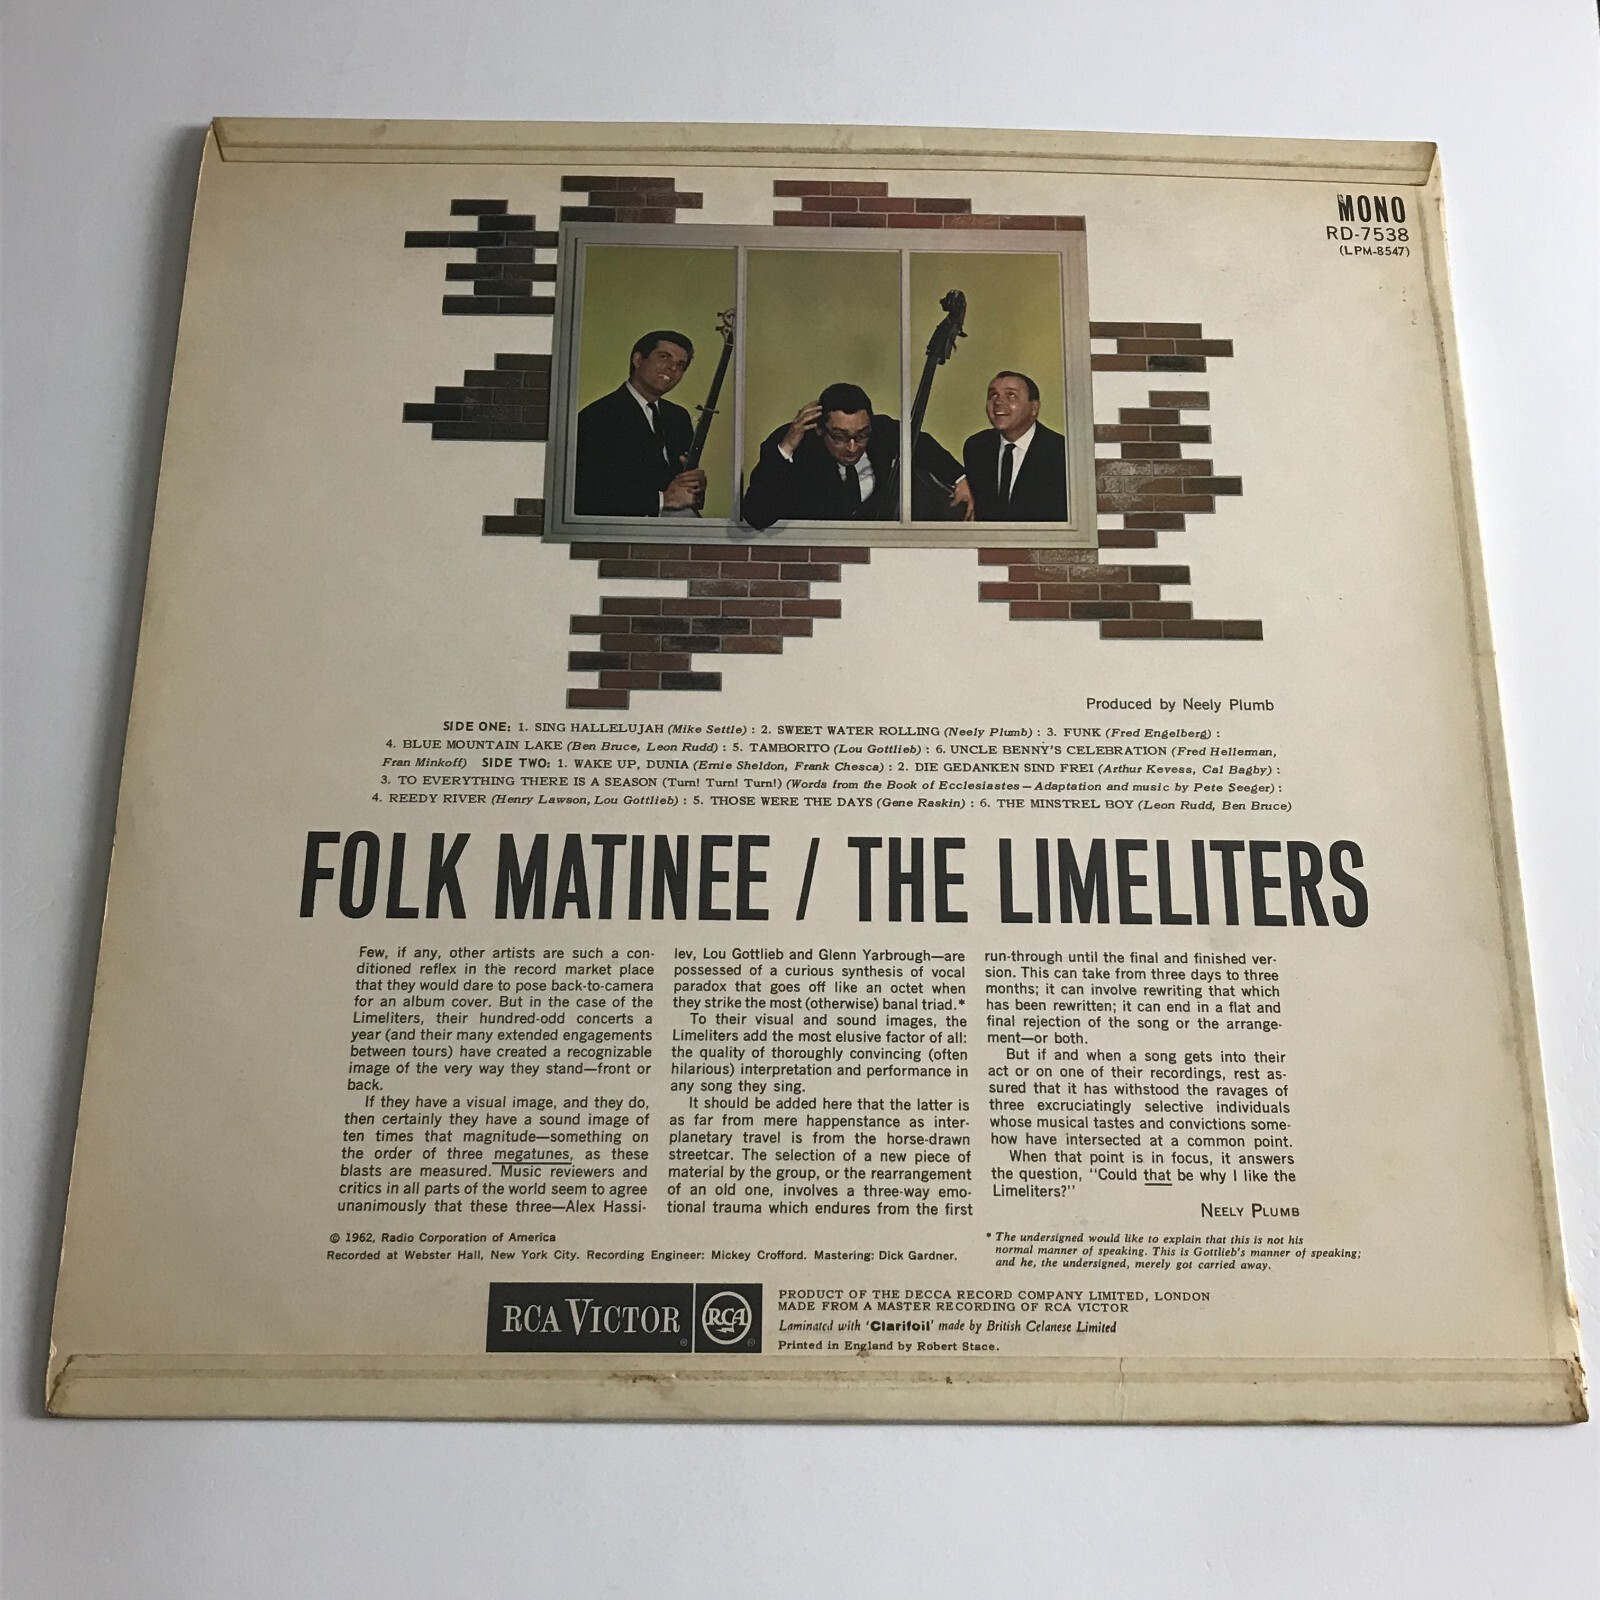 MONO
RD-7538
(LPM-8547)
Produced by Neely Plumb
SIDE ONE: 1. SING HALLELUJAH (Mike Settle) : 2. SWEET WATER ROLLING (Neely Plumb) : 3. FUNK (Fred Engelberg) :
4. BLUE MOUNTAIN LAKE (Ben Bruce, Leon Rudd) : 5. TAMBORITO (Lou Gottlieb) : 6. UNCLE BENNY'S CELEBRATION (Fred Hellerman,
Fran Minkoff) SIDE TWO: 1. WAKE UP, DUNIA (Ernie Sheldon, Frank Chesca) : 2. DIE GEDANKEN SIND FREI (Arthur Kevess, Cal Bagby) :
3. TO EVERYTHING THERE IS A SEASON (Turn! Turn! Turn!) (Words from the Book of Ecclesiastes — Adaptation and music by Pete Seeger) :
4. REEDY RIVER (Henry Lawson, Lou Gottlieb) : 5. THOSE WERE THE DAYS (Gene Raskin) : 6. THE MINSTREL BOY (Leon Rudd, Ben Bruce)
FOLK MATINEE / THE LIMELITERS
Few, if any, other artists are such a con-
ditioned reflex in the record market place
that they would dare to pose back-to-camera
for an album cover. But in the case of the
Limeliters, their hundred-odd concerts a
year (and their many extended engagements
between tours) have created a recognizable
image of the very way they stand—front or
back.
If they have a visual image, and they do,
then certainly they have a sound image of
ten times that magnitude—something on
the order of three megatunes, as these
blasts are measured. Music reviewers and
critics in all parts of the world seem to agree
unanimously that these three—Alex Hassi-
lev, Lou Gottlieb and Glenn Yarbrough—are
possessed of a curious synthesis of vocal
paradox that goes off like an octet when
they strike the most (otherwise) banal triad.*
To their visual and sound images, the
Limeliters add the most elusive factor of all:
the quality of thoroughly convincing (often
hilarious) interpretation and performance in
any song they sing.
It should be added here that the latter is
as far from mere happenstance as inter-
planetary travel is from the horse-drawn
streetcar. The selection of a new piece of
material by the group, or the rearrangement
of an old one, involves a three-way emo-
tional trauma which endures from the first
run-through until the final and finished ver-
sion. This can take from three days to three
months; it can involve rewriting that which
has been rewritten; it can end in a flat and
final rejection of the song or the arrange-
ment—or both.
But if and when a song gets into their
act or on one of their recordings, rest as-
sured that it has withstood the ravages of
three excruciatingly selective individuals
whose musical tastes and convictions some-
how have intersected at a common point.
When that point is in focus, it answers
the question, "Could that be why I like the
Limeliters?"
NEELY PLUMB
* The undersigned would like to explain that this is not his
normal manner of speaking. This is Gottlieb's manner of speaking;
and he, the undersigned, merely got carried away.
℗ 1962, Radio Corporation of America
Recorded at Webster Hall, New York City. Recording Engineer: Mickey Crofford. Mastering: Dick Gardner.
RCA VICTOR ®
RCA ®
PRODUCT OF THE DECCA RECORD COMPANY LIMITED, LONDON
MADE FROM A MASTER RECORDING OF RCA VICTOR
Laminated with 'Clarifoil' made by British Celanese Limited
Printed in England by Robert Stace.